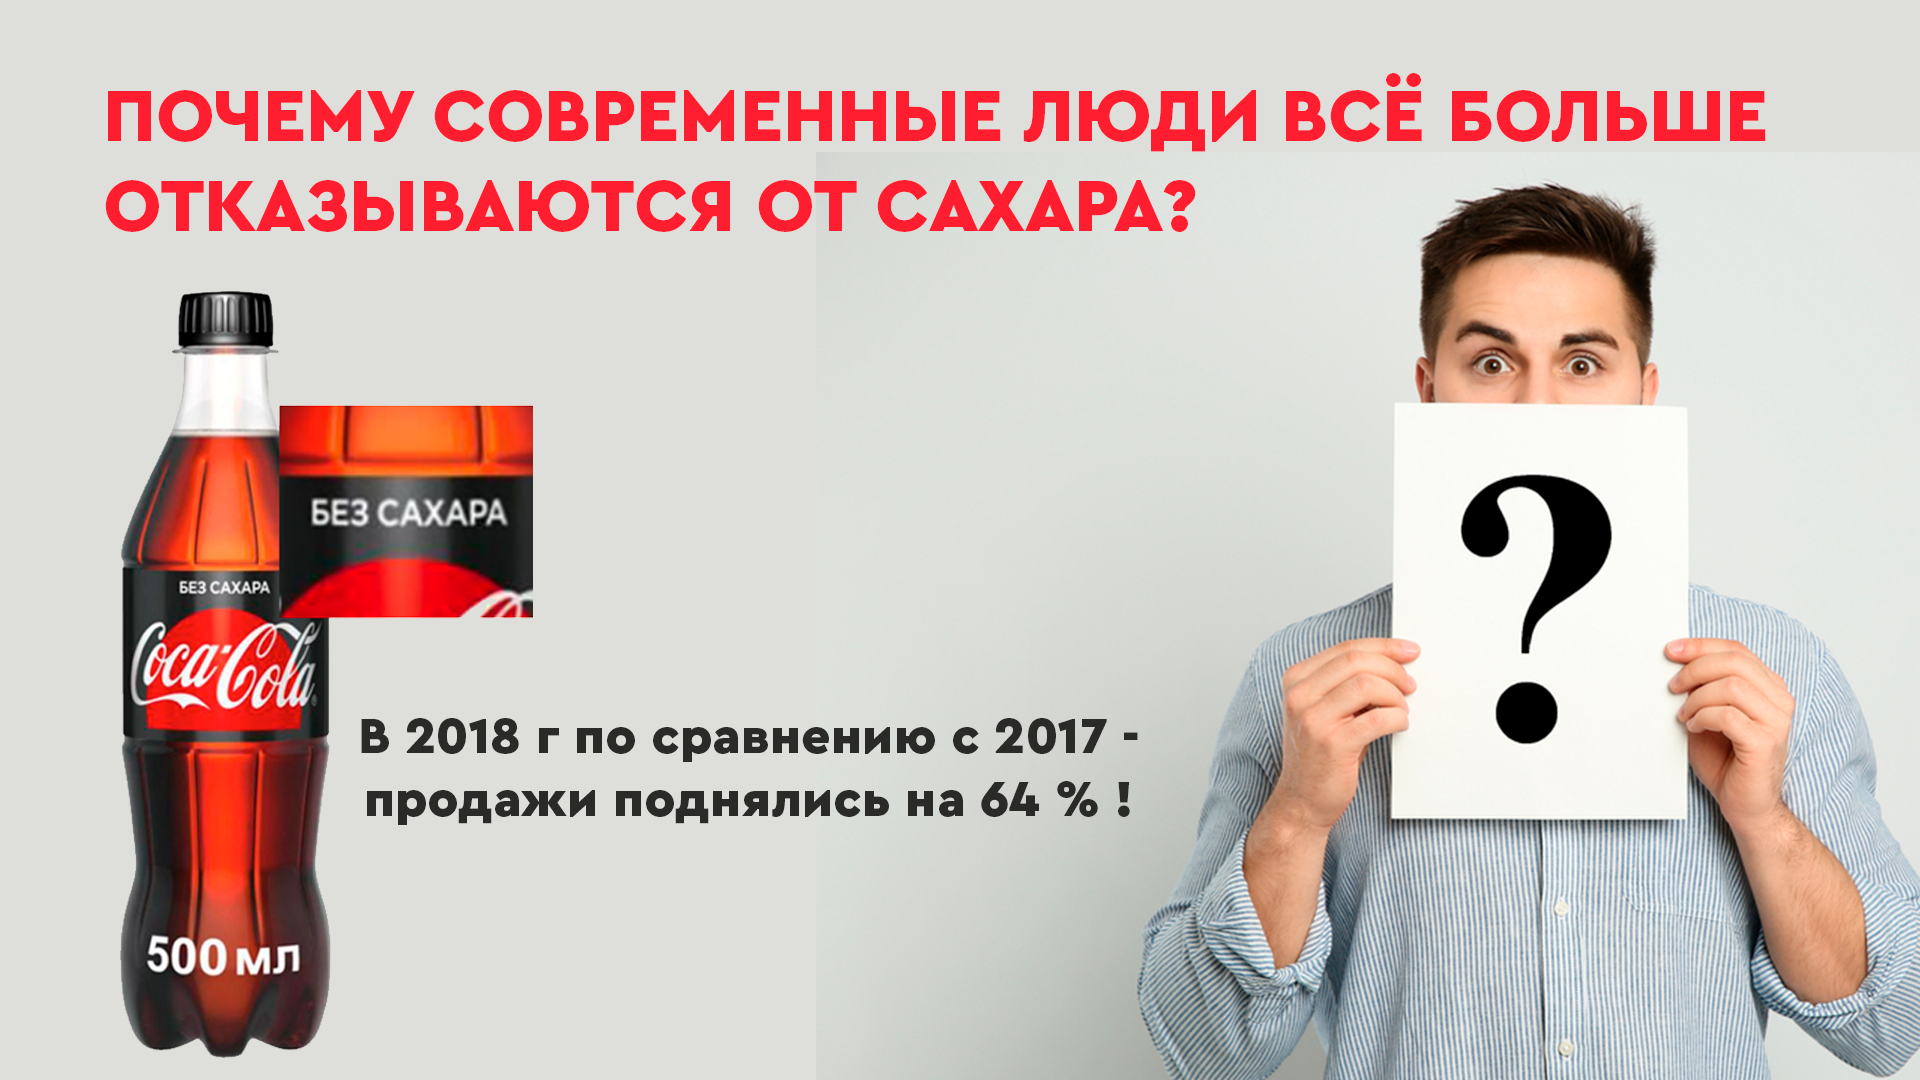 ПОЧЕМУ СОВРЕМЕННЫЕ ЛЮДИ ВСЁ БОЛЬШЕ
ОТКАЗЫВАЮТСЯ ОТ САХАРА?
БЕЗ САХАРА
БЕЗ САХАРА
Coca-Cola
?
В 2018 г по сравнению с 2017 -
продажи поднялись на 64 % !
500 мл